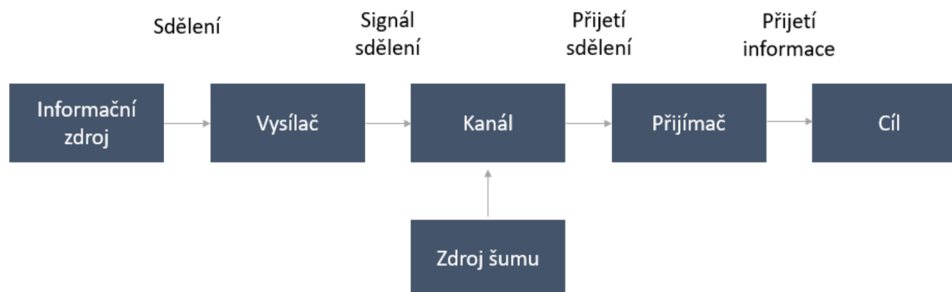 Sdělení
Signál
sdělení
Přijetí
sdělení
Přijetí
informace
Informační
zdroj
Vysílač
Kanál
Přijímač
Cíl
Zdroj šumu